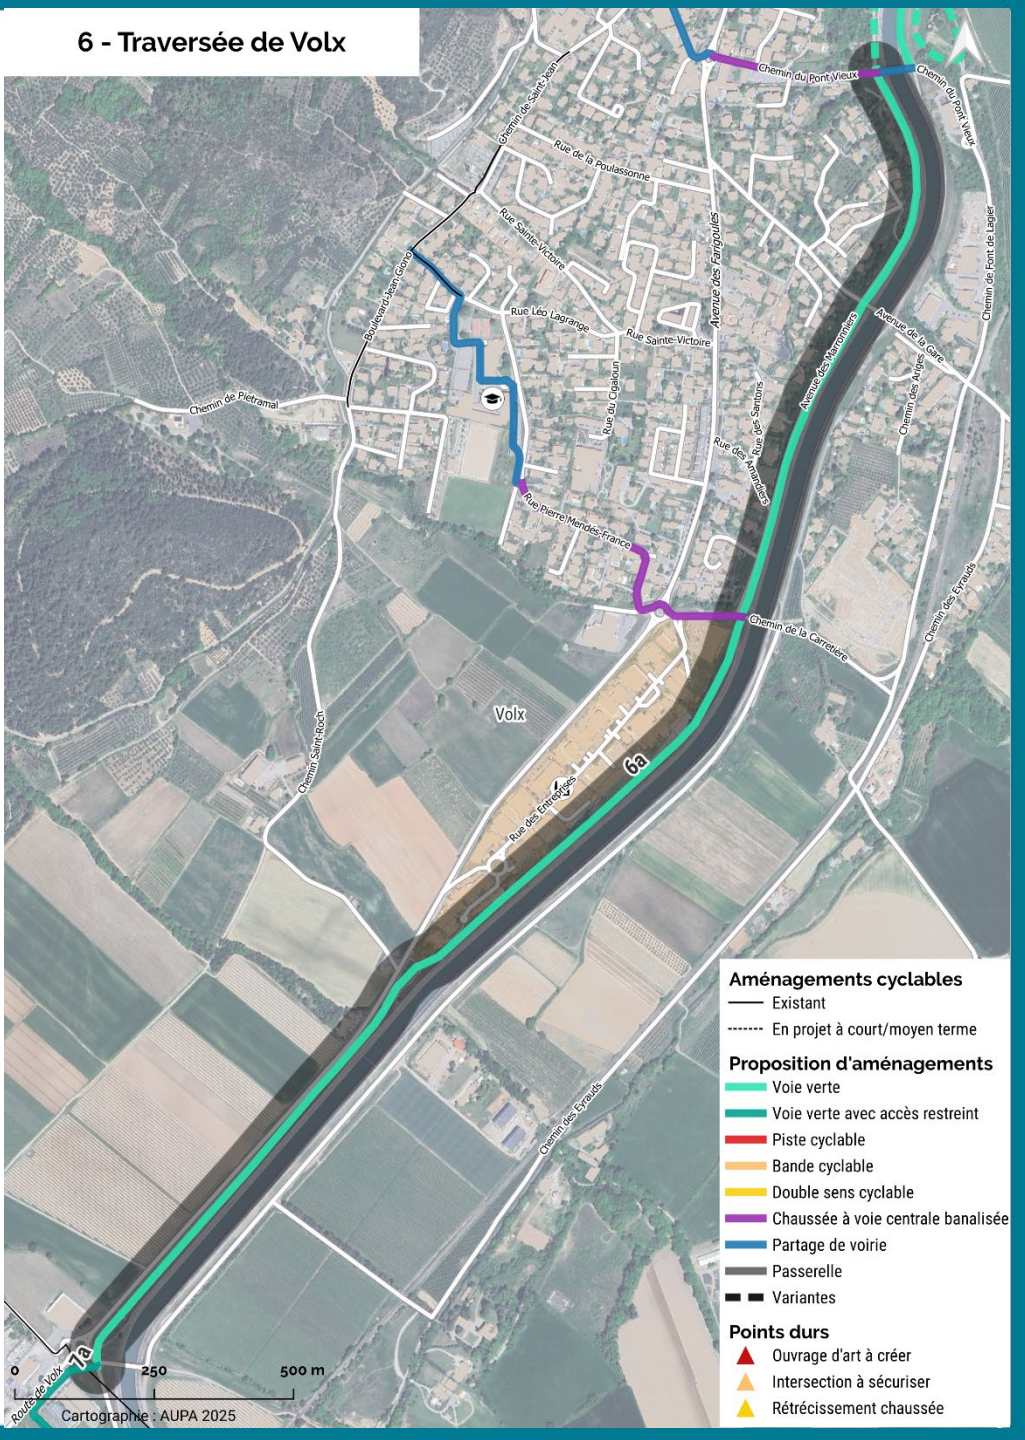 6 - Traversée de Volx
Chemin du Pont Vieux
Chemin du Pont Vieux
Chemin de Saint-Jean
Rue de la Poulassonne
Rue Sainte-Victoire
Avenue des Farigoules
Chemin de Font de Lagier
Boulevard-Jean-Giono
Rue Léo Lagrange
Rue Sainte-Victoire
Avenue des Marronniers
Avenue de la Gare
Chemin de Piétramal
Rue du Cigaloun
Rue des Santons
Chemin des Ariges
Rue des Amandiers
Rue Pierre Mendès-France
Chemin des Eyrauds
Chemin de la Carretière
Volx
Chemin Saint-Roch
6a
Rue des Entreprises
Chemin des Eyrauds
Aménagements cyclables
Existant
En projet à court/moyen terme
Proposition d'aménagements
Voie verte
Voie verte avec accès restreint
Piste cyclable
Bande cyclable
Double sens cyclable
Chaussée à voie centrale banalisée
Partage de voirie
Passerelle
Variantes
Points durs
Ouvrage d'art à créer
Intersection à sécuriser
Rétrécissement chaussée
7a
Route de Volx
0 250 500 m
Cartographie : AUPA 2025